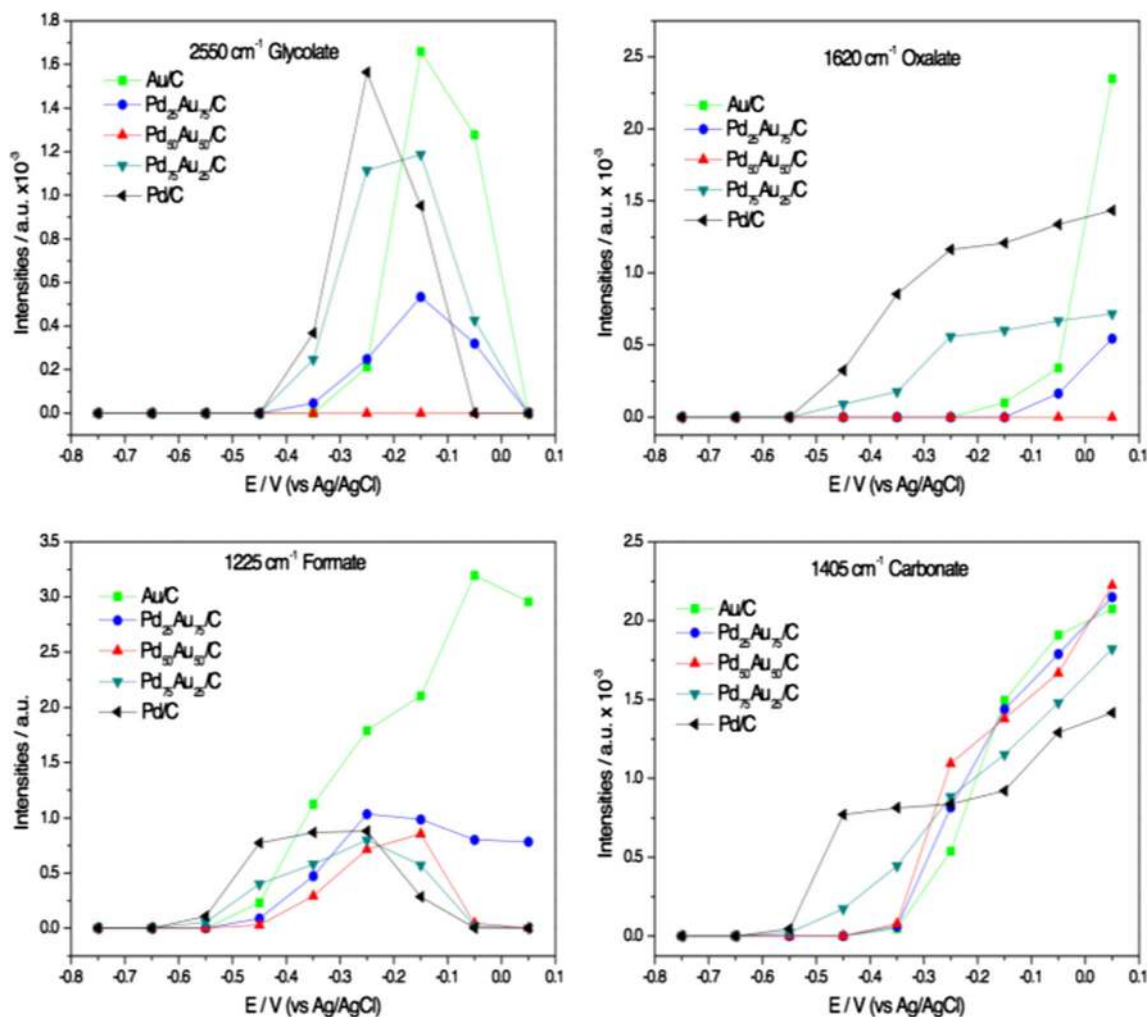 2550 cm⁻¹ Glycolate
Au/C
Pd₂₅Au₇₅/C
Pd₅₀Au₅₀/C
Pd₇₅Au₂₅/C
Pd/C
Intensities / a.u. x10⁻³
1.8
1.6
1.4
1.2
1.0
0.8
0.6
0.4
0.2
0.0
-0.8 -0.7 -0.6 -0.5 -0.4 -0.3 -0.2 -0.1 0.0 0.1
E / V (vs Ag/AgCl)
1620 cm⁻¹ Oxalate
Au/C
Pd₂₅Au₇₅/C
Pd₅₀Au₅₀/C
Pd₇₅Au₂₅/C
Pd/C
Intensities / a.u. x 10⁻³
2.5
2.0
1.5
1.0
0.5
0.0
-0.8 -0.7 -0.6 -0.5 -0.4 -0.3 -0.2 -0.1 0.0 0.1
E / V (vs Ag/AgCl)
1225 cm⁻¹ Formate
Au/C
Pd₂₅Au₇₅/C
Pd₅₀Au₅₀/C
Pd₇₅Au₂₅/C
Pd/C
Intensities / a.u.
3.5
3.0
2.5
2.0
1.5
1.0
0.5
0.0
-0.8 -0.7 -0.6 -0.5 -0.4 -0.3 -0.2 -0.1 0.0 0.1
E / V (vs Ag/AgCl)
1405 cm⁻¹ Carbonate
Au/C
Pd₂₅Au₇₅/C
Pd₅₀Au₅₀/C
Pd₇₅Au₂₅/C
Pd/C
Intensities / a.u. x 10⁻³
2.5
2.0
1.5
1.0
0.5
0.0
-0.8 -0.7 -0.6 -0.5 -0.4 -0.3 -0.2 -0.1 0.0 0.1
E / V (vs Ag/AgCl)